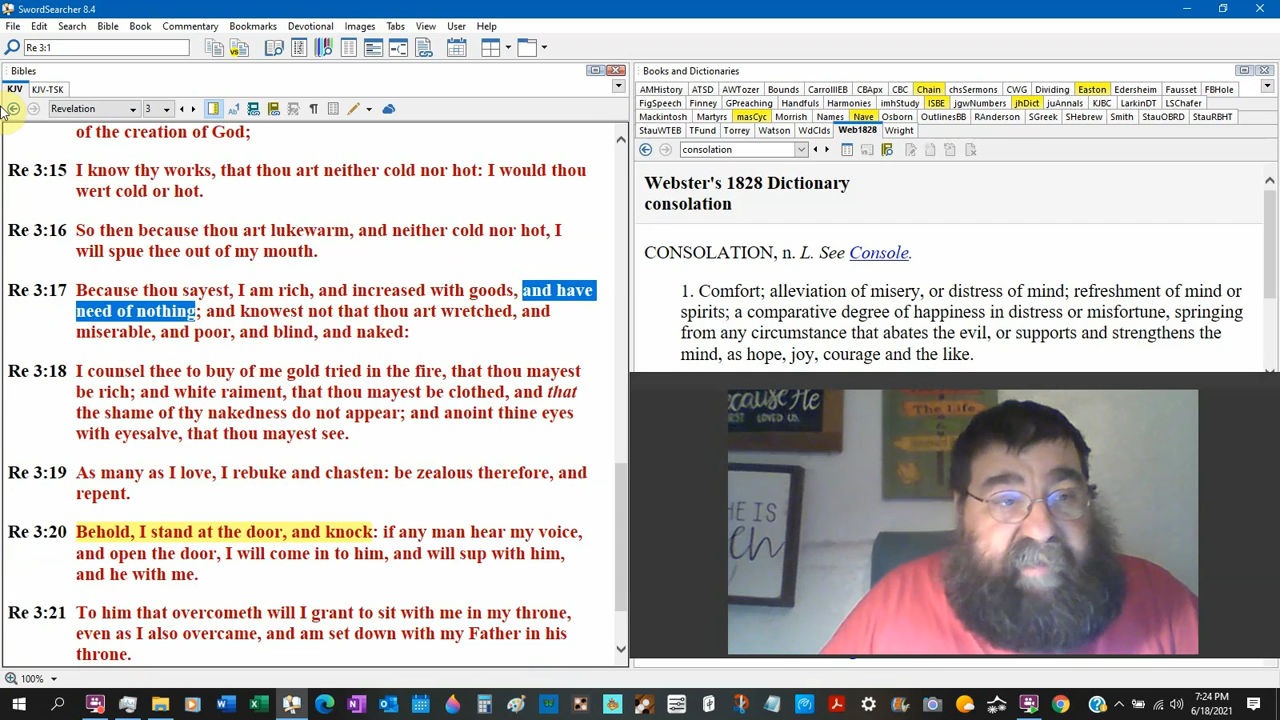 SwordSearcher 8.4
File Edit Search Bible Book Commentary Bookmarks Devotional Images Tabs View User Help
Re 3:1
Bibles
KJV KJV-TSK
Revelation 3
of the creation of God;
Re 3:15 I know thy works, that thou art neither cold nor hot: I would thou
wert cold or hot.
Re 3:16 So then because thou art lukewarm, and neither cold nor hot, I
will spue thee out of my mouth.
Re 3:17 Because thou sayest, I am rich, and increased with goods, and have
need of nothing; and knowest not that thou art wretched, and
miserable, and poor, and blind, and naked:
Re 3:18 I counsel thee to buy of me gold tried in the fire, that thou mayest
be rich; and white raiment, that thou mayest be clothed, and that
the shame of thy nakedness do not appear; and anoint thine eyes
with eyesalve, that thou mayest see.
Re 3:19 As many as I love, I rebuke and chasten: be zealous therefore, and
repent.
Re 3:20 Behold, I stand at the door, and knock: if any man hear my voice,
and open the door, I will come in to him, and will sup with him,
and he with me.
Re 3:21 To him that overcometh will I grant to sit with me in my throne,
even as I also overcame, and am set down with my Father in his
throne.
100%
Books and Dictionaries
AMHistory ATSD AWTozer Bounds CarrollEB CBApx CBC Chain chsSermons CWG Dividing Easton Edersheim Fausset FBHole
FigSpeech Finney GPreaching Handfuls Harmonies imhStudy ISBE jgwNumbers jhDict juAnnals KJBC LarkinDT LSChafer
Mackintosh Martyrs masCyc Morrish Names Nave Osborn OutlinesBB RAnderson SGreek SHebrew Smith StauOBRD StauRBHT
StauWTBE TFund Torrey Watson WdClds Web1828 Wright
consolation
Webster's 1828 Dictionary
consolation
CONSOLATION, n. L. See Console.
1. Comfort; alleviation of misery, or distress of mind; refreshment of mind or
spirits; a comparative degree of happiness in distress or misfortune, springing
from any circumstance that abates the evil, or supports and strengthens the
mind, as hope, joy, courage and the like.
ecause He
LOVED US.
The Life
HE IS
7:24 PM
6/18/2021